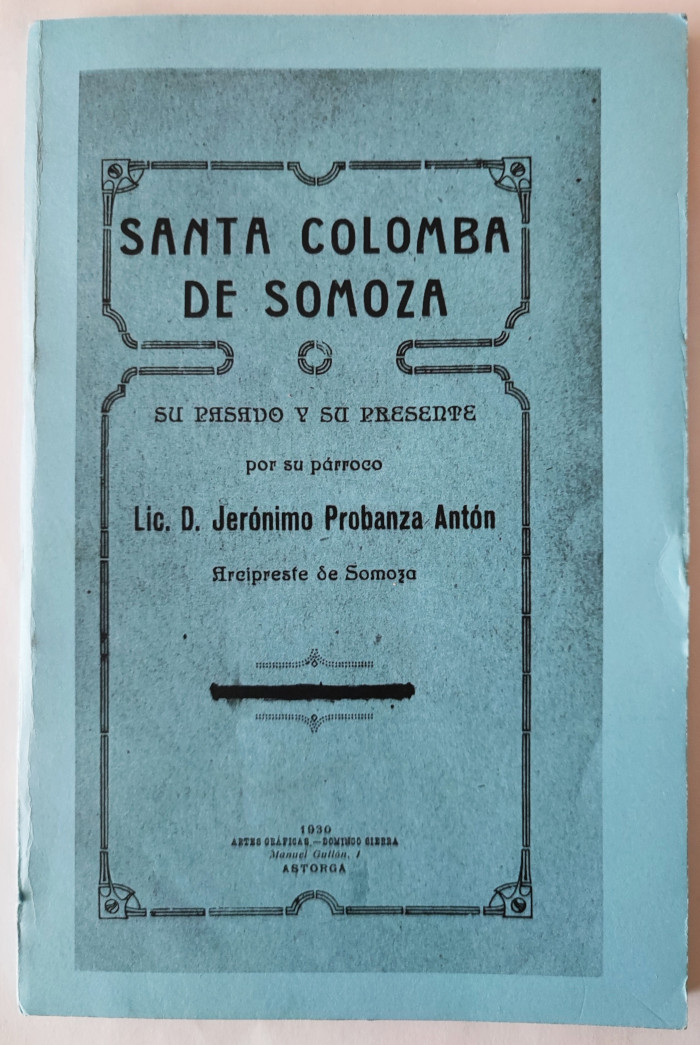 SANTA COLOMBA
DE SOMOZA
SU PASADO Y SU PRESENTE
por su párroco
Lic. D. Jerónimo Probanza Antón
Arcipreste de Somoza
1930
ARTES GRÁFICAS.—DOMINGO SIERRA
Manuel Gullón, 1
ASTORGA